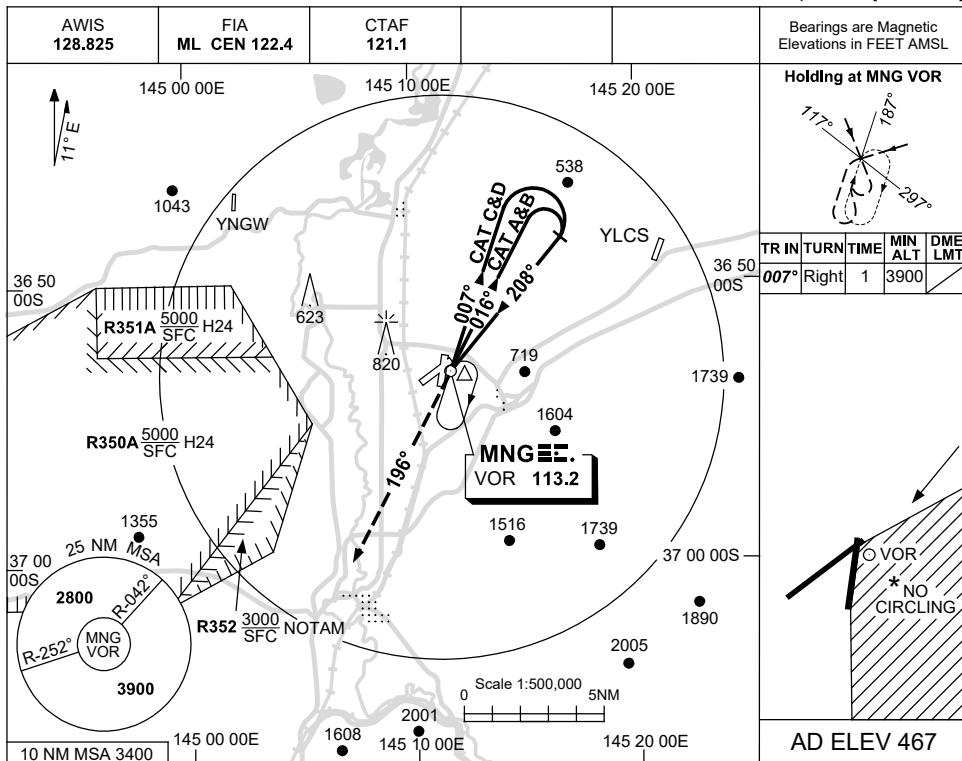 AWIS
128.825
FIA
ML CEN 122.4
CTAF
121.1
Bearings are Magnetic
Elevations in FEET AMSL
145 00 00E
145 10 00E
145 20 00E
11° E
1043
YNGW
538
YLCS
CAT C&D
CAT A&B
007°
016°
208°
36 50
00S
36 50
00S
R351A 5000
SFC H24
623
820
719
1739
1604
R350A 5000
SFC H24
MNG
VOR 113.2
196°
1355
1516
1739
37 00
00S
37 00 00S
25 NM MSA
2800
R-042°
R-252°
MNG
VOR
3900
R352 3000
SFC NOTAM
1890
2005
Scale 1:500,000
0
5NM
2001
1608
10 NM MSA 3400
145 00 00E
145 10 00E
145 20 00E
Holding at MNG VOR
117°
187°
297°
TR IN TURN TIME MIN
ALT DME
LMT
007° Right 1 3900
VOR
* NO
CIRCLING
AD ELEV 467